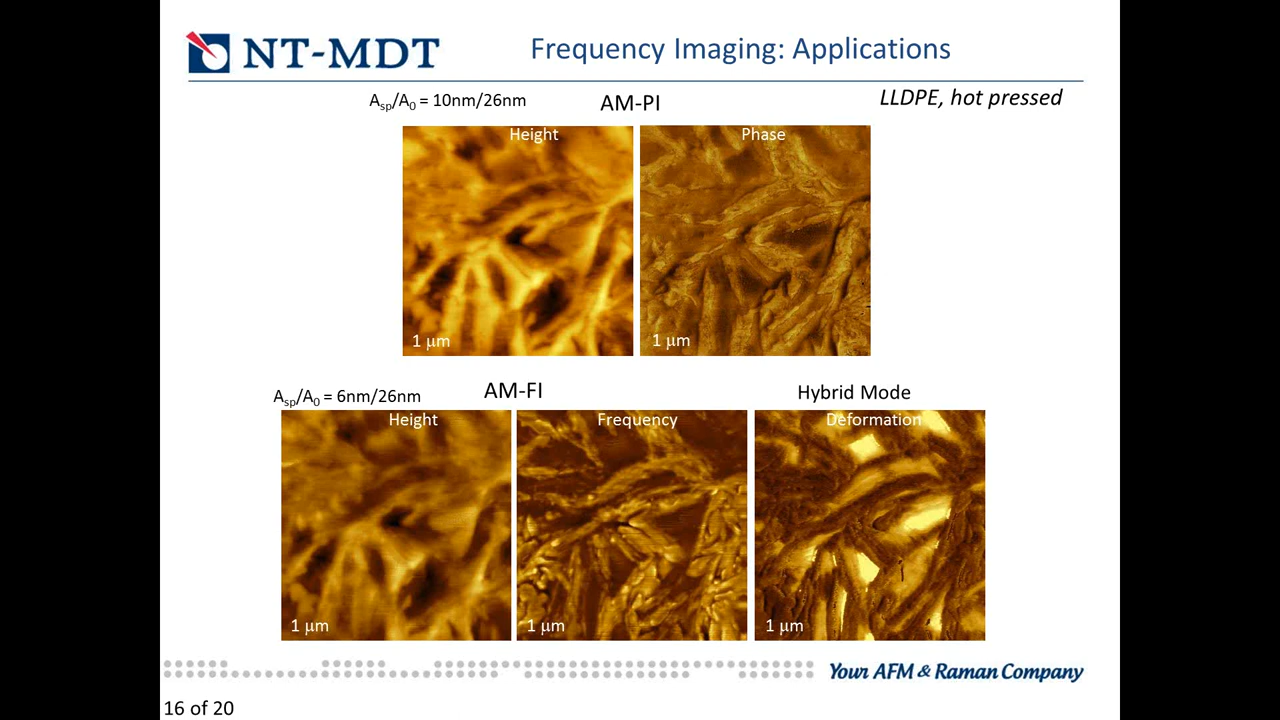 NT-MDT
Frequency Imaging: Applications
Asp/A0 = 10nm/26nm
AM-PI
LLDPE, hot pressed
Height
Phase
1 μm
1 μm
Asp/A0 = 6nm/26nm
AM-FI
Hybrid Mode
Height
Frequency
Deformation
1 μm
1 μm
1 μm
Your AFM & Raman Company
16 of 20